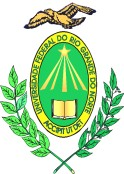 UNIVERSIDADE FEDERAL DO RIO GRANDE DO NORTE
ACCIPIT UT DET